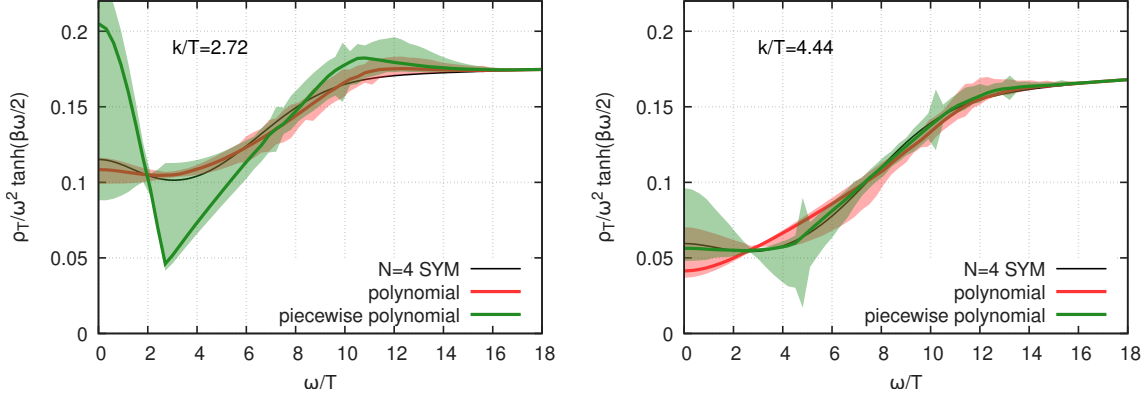 0.2
0.15
0.1
0.05
0
0 2 4 6 8 10 12 14 16 18
k/T=2.72
ρT/ω² tanh(βω/2)
ω/T
N=4 SYM
polynomial
piecewise polynomial
0.2
0.15
0.1
0.05
0
0 2 4 6 8 10 12 14 16 18
k/T=4.44
ρT/ω² tanh(βω/2)
ω/T
N=4 SYM
polynomial
piecewise polynomial